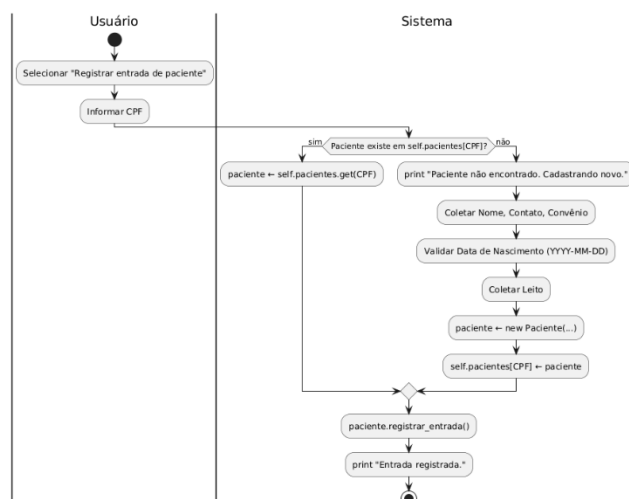 Usuário
Sistema
Selecionar "Registrar entrada de paciente"
Informar CPF
sim
Paciente existe em self.pacientes[CPF]?
não
paciente ← self.pacientes.get(CPF)
print "Paciente não encontrado. Cadastrando novo."
Coletar Nome, Contato, Convênio
Validar Data de Nascimento (YYYY-MM-DD)
Coletar Leito
paciente ← new Paciente(...)
self.pacientes[CPF] ← paciente
paciente.registrar_entrada()
print "Entrada registrada."